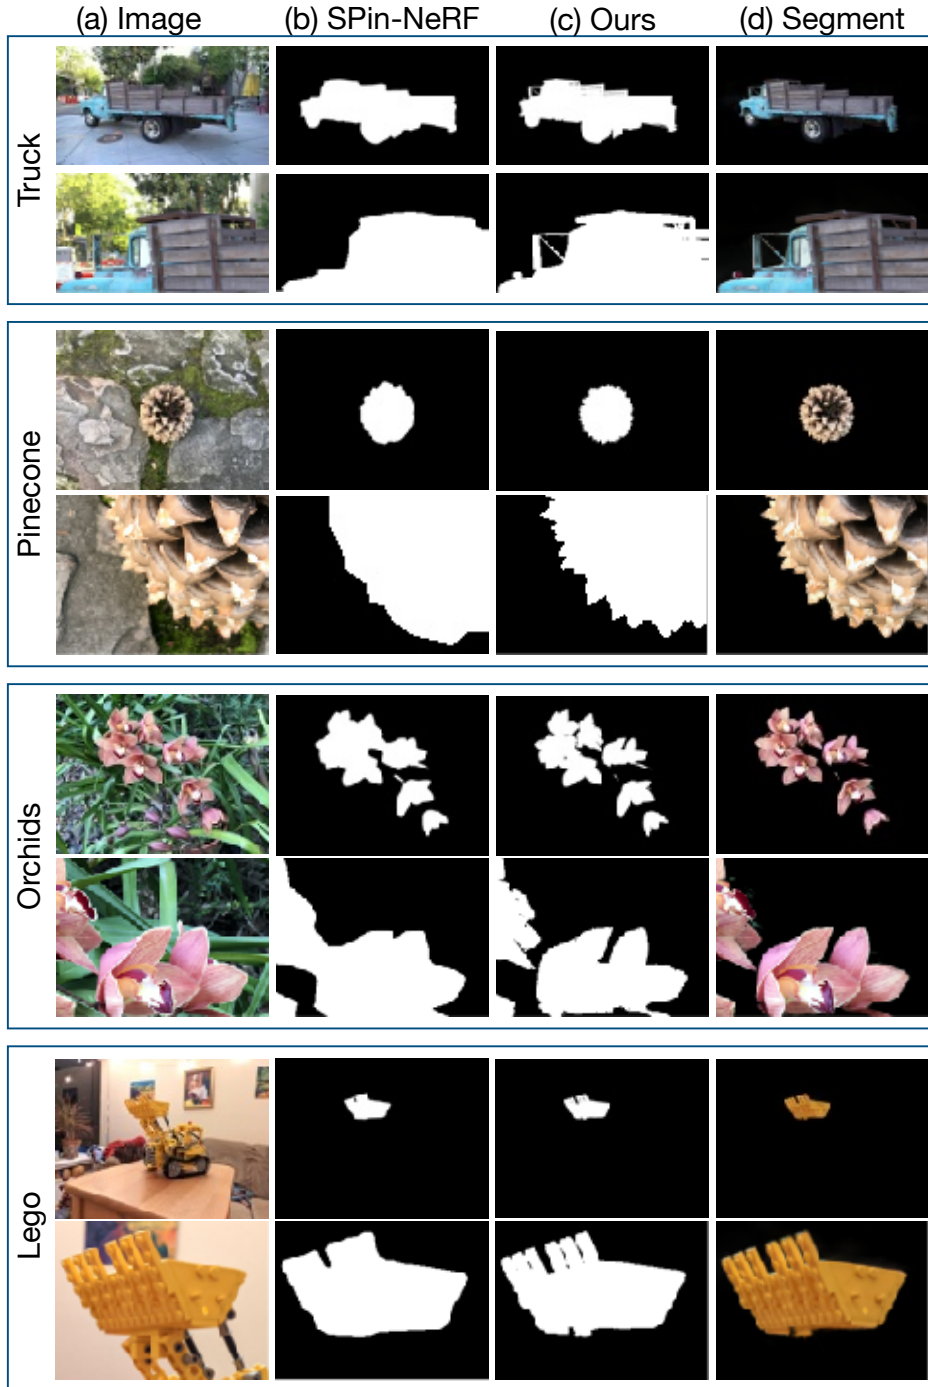 (a) Image (b) SPin-NeRF (c) Ours (d) Segment
Truck
Pinecone
Orchids
Lego